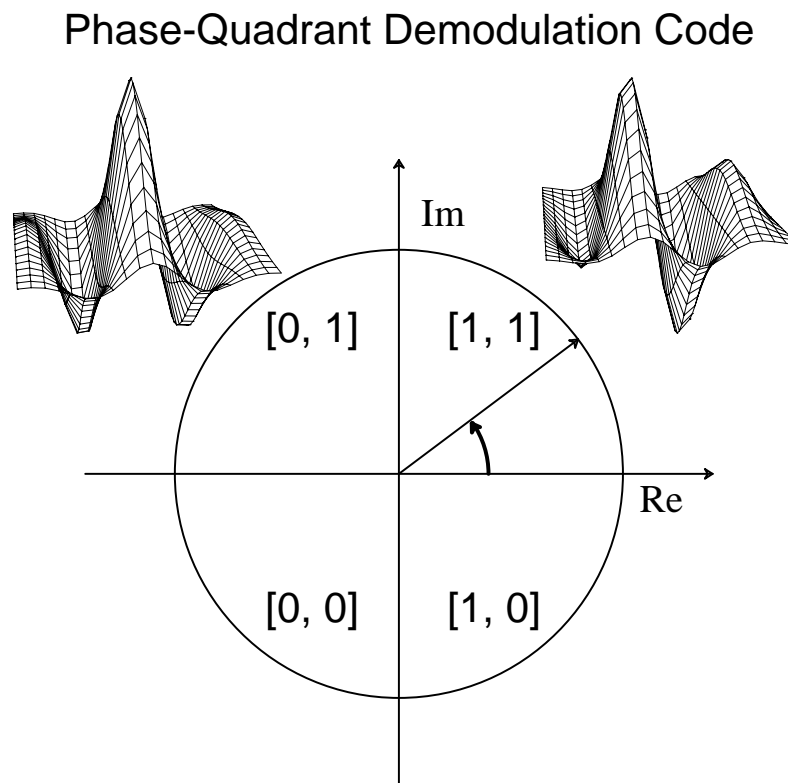 Phase-Quadrant Demodulation Code
Im
[0, 1]
[1, 1]
Re
[0, 0]
[1, 0]